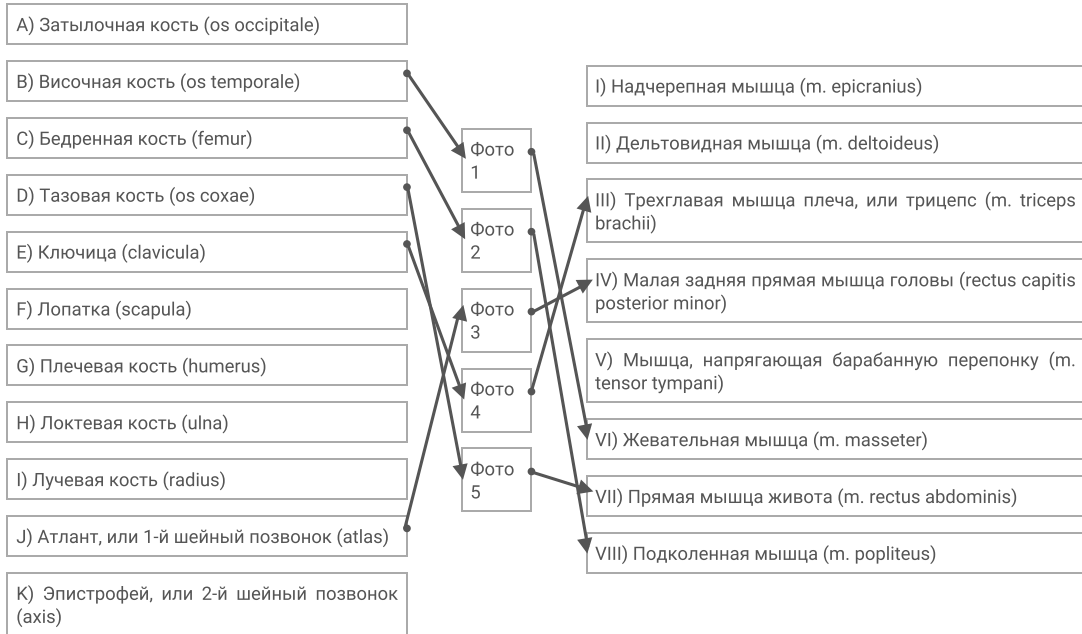 A) Затылочная кость (os occipitale)
B) Височная кость (os temporale)
C) Бедренная кость (femur)
D) Тазовая кость (os coxae)
E) Ключица (clavicula)
F) Лопатка (scapula)
G) Плечевая кость (humerus)
H) Локтевая кость (ulna)
I) Лучевая кость (radius)
J) Атлант, или 1-й шейный позвонок (atlas)
K) Эпистрофей, или 2-й шейный позвонок
(axis)
Фото
1
Фото
2
Фото
3
Фото
4
Фото
5
I) Надчерепная мышца (m. epicranius)
II) Дельтовидная мышца (m. deltoideus)
III) Трехглавая мышца плеча, или трицепс (m. triceps
brachii)
IV) Малая задняя прямая мышца головы (rectus capitis
posterior minor)
V) Мышца, напрягающая барабанную перепонку (m.
tensor tympani)
VI) Жевательная мышца (m. masseter)
VII) Прямая мышца живота (m. rectus abdominis)
VIII) Подколенная мышца (m. popliteus)